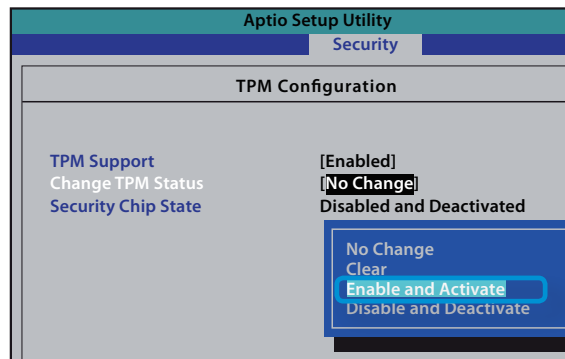 Aptio Setup Utility
Security
TPM Configuration
TPM Support [Enabled]
Change TPM Status [No Change]
Security Chip State Disabled and Deactivated
No Change
Clear
Enable and Activate
Disable and Deactivate